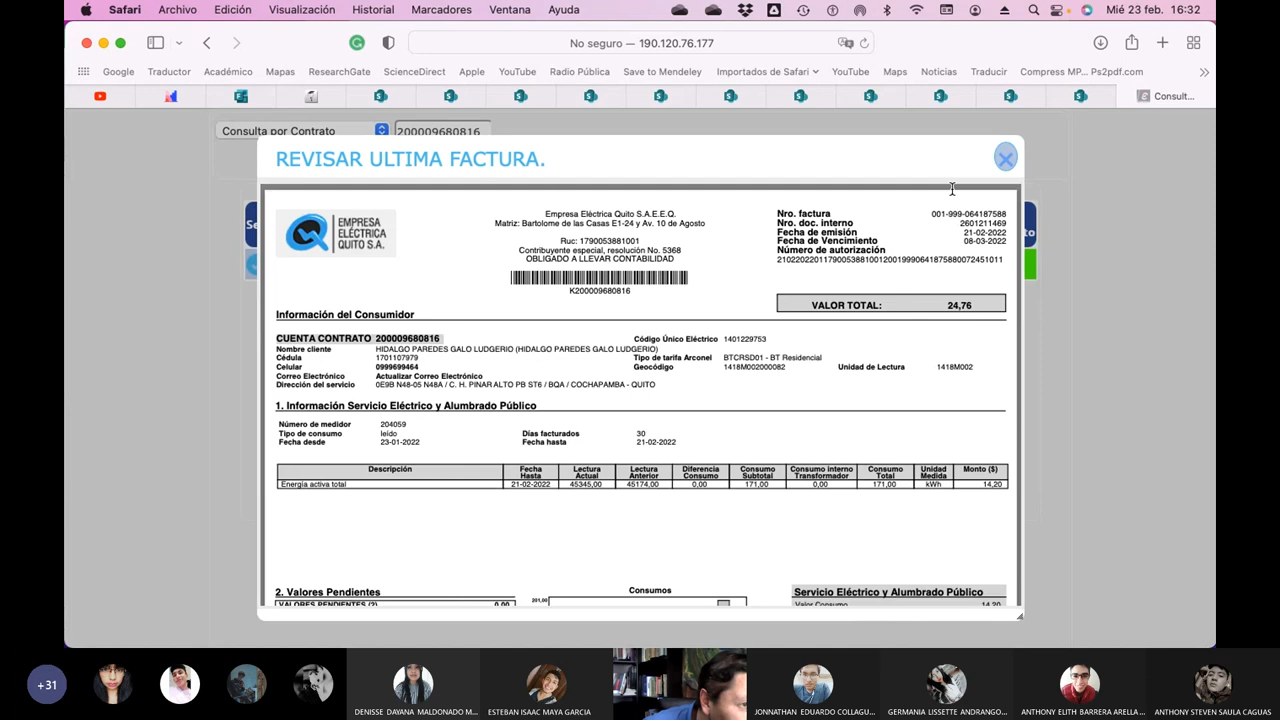 Safari Archivo Edición Visualización Historial Marcadores Ventana Ayuda Mié 23 feb. 16:32
No seguro — 190.120.76.177
Google Traductor Académico Mapas ResearchGate ScienceDirect Apple YouTube Radio Pública Save to Mendeley Importados de Safari YouTube Maps Noticias Traducir Compress MP... Ps2pdf.com
Consult...
Consulta por Contrato 200009680816
REVISAR ULTIMA FACTURA.
EMPRESA
ELÉCTRICA
QUITO S.A.
Empresa Eléctrica Quito S.A.E.E.Q.
Matriz: Bartolome de las Casas E1-24 y Av. 10 de Agosto
Ruc: 1790053881001
Contribuyente especial, resolución No. 5368
OBLIGADO A LLEVAR CONTABILIDAD
K200009680816
Nro. factura 001-999-064187588
Nro. doc. interno 2601211469
Fecha de emisión 21-02-2022
Fecha de Vencimiento 08-03-2022
Número de autorización
2102202201179005388100120019990641875880072451011
VALOR TOTAL: 24,76
Información del Consumidor
CUENTA CONTRATO 200009680816 Código Único Eléctrico 1401229753
Nombre cliente HIDALGO PAREDES GALO LUDGERIO (HIDALGO PAREDES GALO LUDGERIO)
Cédula 1701107979 Tipo de tarifa Arconel BTCRSD01 - BT Residencial
Celular 0999699464 Geocódigo 1418M002000082 Unidad de Lectura 1418M002
Correo Electrónico Actualizar Correo Electrónico
Dirección del servicio 0E9B N48-05 N48A / C. H. PINAR ALTO PB ST6 / BQA / COCHAPAMBA - QUITO
1. Información Servicio Eléctrico y Alumbrado Público
Número de medidor 204059
Tipo de consumo leído Días facturados 30
Fecha desde 23-01-2022 Fecha hasta 21-02-2022
Descripción Fecha Hasta Lectura Actual Lectura Anterior Diferencia Consumo Consumo Subtotal Consumo interno Transformador Consumo Total Unidad Medida Monto ($)
Energía activa total 21-02-2022 45345,00 45174,00 0,00 171,00 0,00 171,00 kWh 14,20
2. Valores Pendientes Consumos Servicio Eléctrico y Alumbrado Público
VALORES PENDIENTES (2) 0,00 201,00 Valor Consumo 14,20
+31
DENISSE DAYANA MALDONADO M...
ESTEBAN ISAAC MAYA GARCIA
JONNATHAN EDUARDO COLLAGU...
GERMANIA LISSETTE ANDRANGO...
ANTHONY ELITH BARRERA ARELLA...
ANTHONY STEVEN SAULA CAGUAS